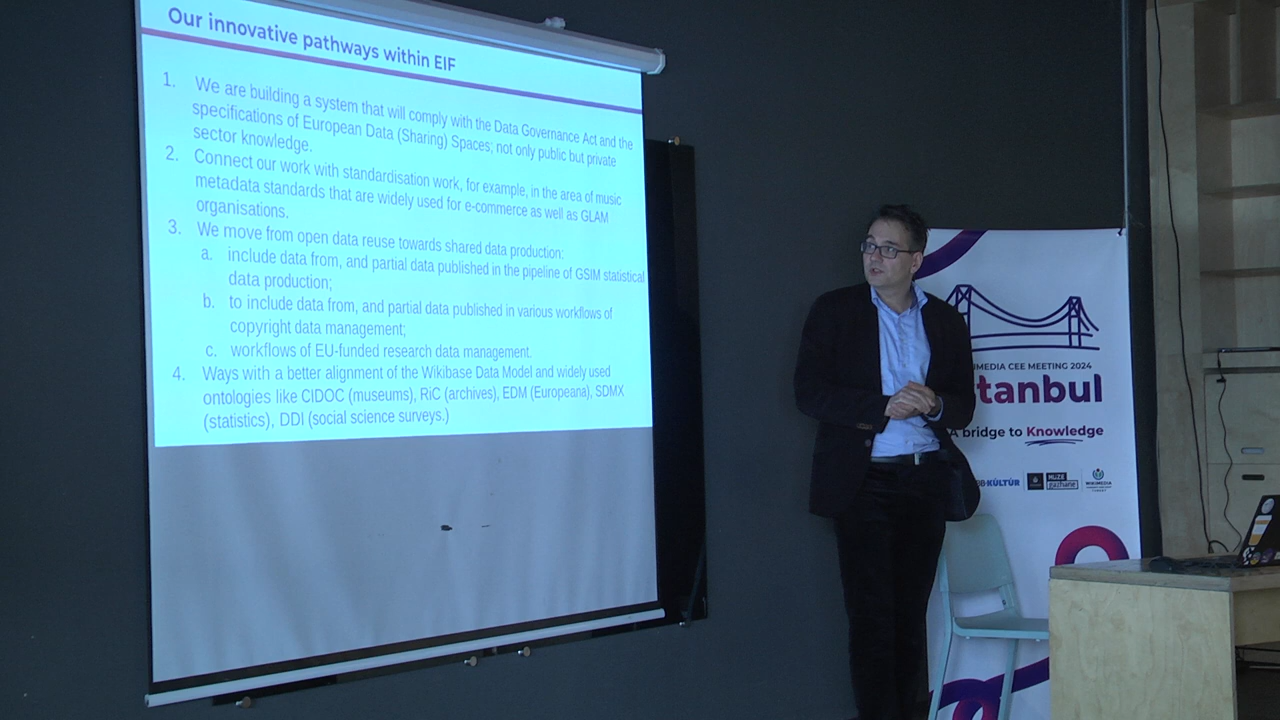 Our innovative pathways within EIF
1. We are building a system that will comply with the Data Governance Act and the
specifications of European Data (Sharing) Spaces; not only public but private
sector knowledge.
2. Connect our work with standardisation work, for example, in the area of music
metadata standards that are widely used for e-commerce as well as GLAM
organisations.
3. We move from open data reuse towards shared data production:
a. include data from, and partial data published in the pipeline of GSIM statistical
data production;
b. to include data from, and partial data published in various workflows of
copyright data management;
c. workflows of EU-funded research data management.
4. Ways with a better alignment of the Wikibase Data Model and widely used
ontologies like CIDOC (museums), RiC (archives), EDM (Europeana), SDMX
(statistics), DDI (social science surveys.)
MEDIA CEE MEETING 2024
tanbul
A bridge to Knowledge
KÜLTÜR
MÜZE
gazhane
WIKIMEDIA